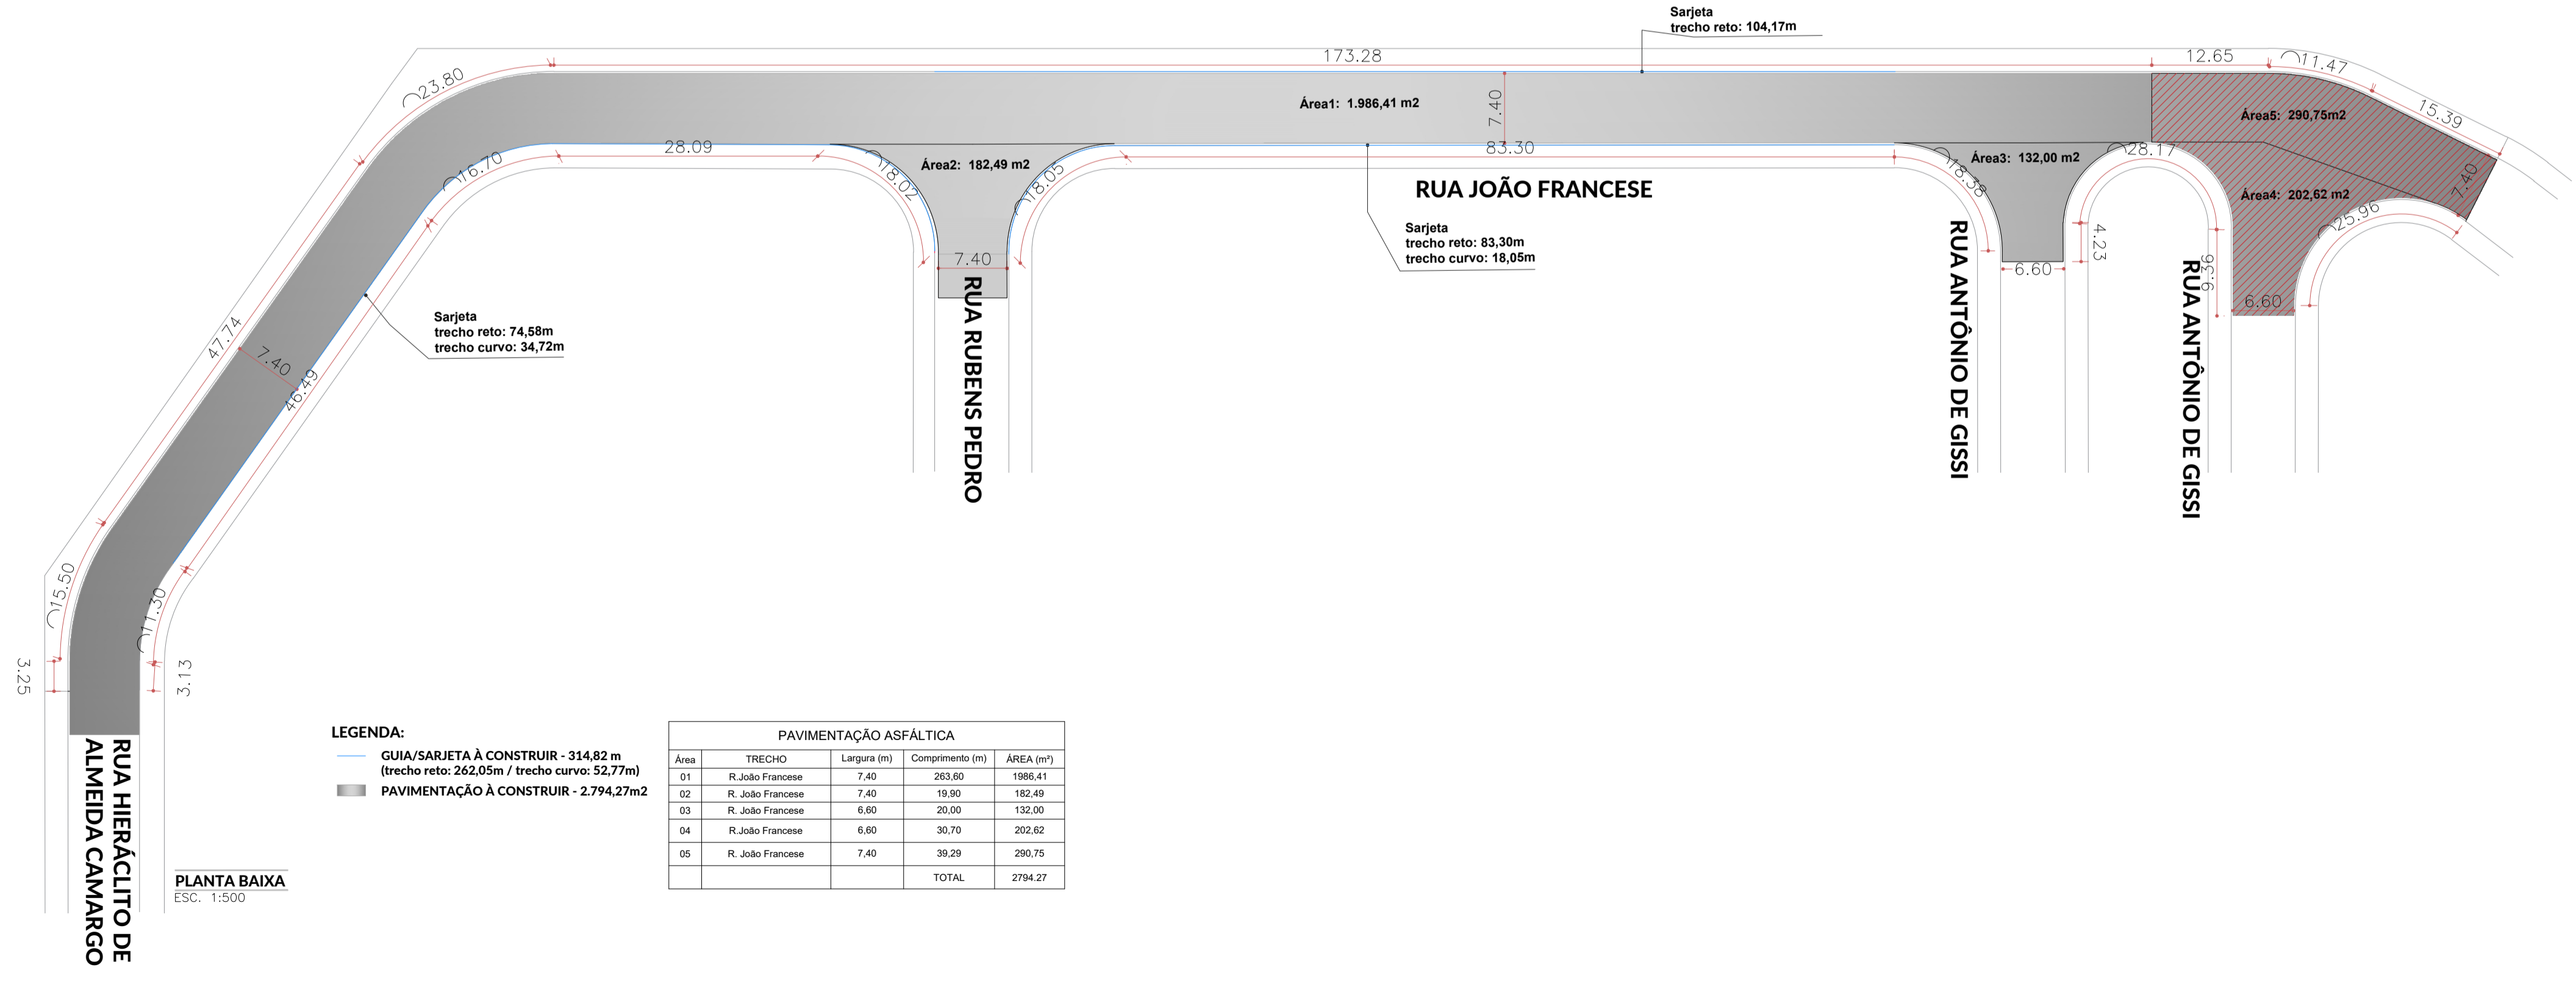 Sarjeta
trecho reto: 104,17m
173.28
12.65
11.47
23.80
15.39
Área1: 1.986,41 m2
7.40
Área5: 290,75m2
28.09
83.30
28.17
16.70
Área2: 182,49 m2
18.02
18.05
18.38
Área3: 132,00 m2
7.40
RUA JOÃO FRANCESE
Área4: 202,62 m2
25.96
Sarjeta
trecho reto: 83,30m
trecho curvo: 18,05m
4.23
9.36
7.40
6.60
6.60
RUA RUBENS PEDRO
RUA ANTÔNIO DE GISSI
RUA ANTÔNIO DE GISSI
Sarjeta
trecho reto: 74,58m
trecho curvo: 34,72m
47.74
7.40
46.49
15.50
11.30
3.25
3.13
RUA HIERÁCLITO DE
ALMEIDA CAMARGO
LEGENDA:
GUIA/SARJETA À CONSTRUIR - 314,82 m
(trecho reto: 262,05m / trecho curvo: 52,77m)
PAVIMENTAÇÃO À CONSTRUIR - 2.794,27m2
PAVIMENTAÇÃO ASFÁLTICA
Área TRECHO Largura (m) Comprimento (m) ÁREA (m²)
01 R.João Francese 7,40 263,60 1986,41
02 R. João Francese 7,40 19,90 182,49
03 R. João Francese 6,60 20,00 132,00
04 R.João Francese 6,60 30,70 202,62
05 R. João Francese 7,40 39,29 290,75
TOTAL 2794.27
PLANTA BAIXA
ESC. 1:500